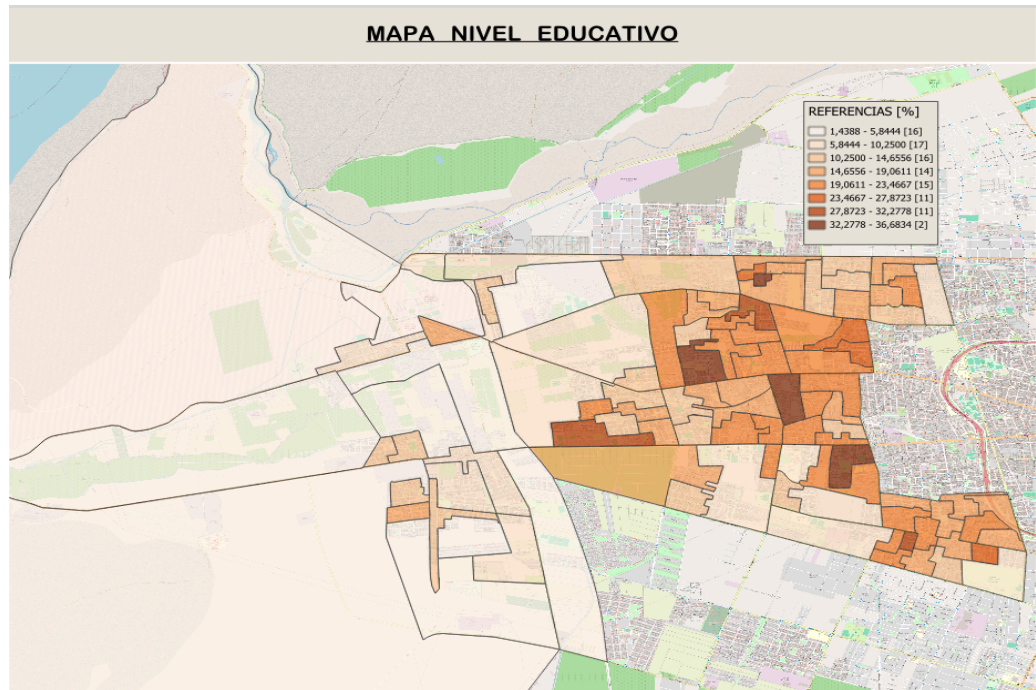 MAPA NIVEL EDUCATIVO
REFERENCIAS [%]
1,4388 - 5,8444 [16]
5,8444 - 10,2500 [17]
10,2500 - 14,6556 [16]
14,6556 - 19,0611 [14]
19,0611 - 23,4667 [15]
23,4667 - 27,8723 [11]
27,8723 - 32,2778 [11]
32,2778 - 36,6834 [2]